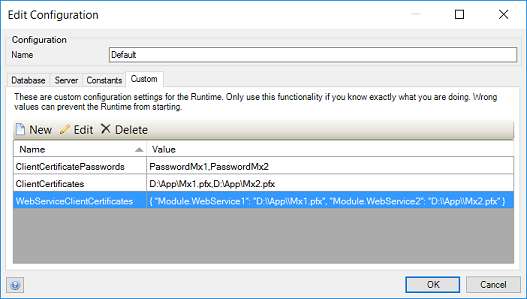 Edit Configuration
Configuration
Name Default
Database Server Constants Custom
These are custom configuration settings for the Runtime. Only use this functionality if you know exactly what you are doing. Wrong
values can prevent the Runtime from starting.
New Edit Delete
Name Value
ClientCertificatePasswords PasswordMx1,PasswordMx2
ClientCertificates D:\App\Mx1.pfx,D:\App\Mx2.pfx
WebServiceClientCertificates { "Module.WebService1": "D:\\App\\Mx1.pfx", "Module.WebService2": "D:\\App\\Mx2.pfx" }
OK Cancel